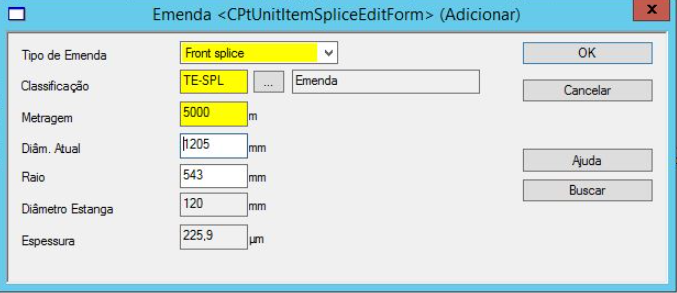 Emenda <CPtUnitItemSpliceEditForm> (Adicionar)
x
Tipo de Emenda Front splice OK
Classificação TE-SPL ... Emenda Cancelar
Metragem 5000 m
Diâm. Atual 1205 mm
Ajuda
Raio 543 mm
Buscar
Diâmetro Estanga 120 mm
Espessura 225,9 µm